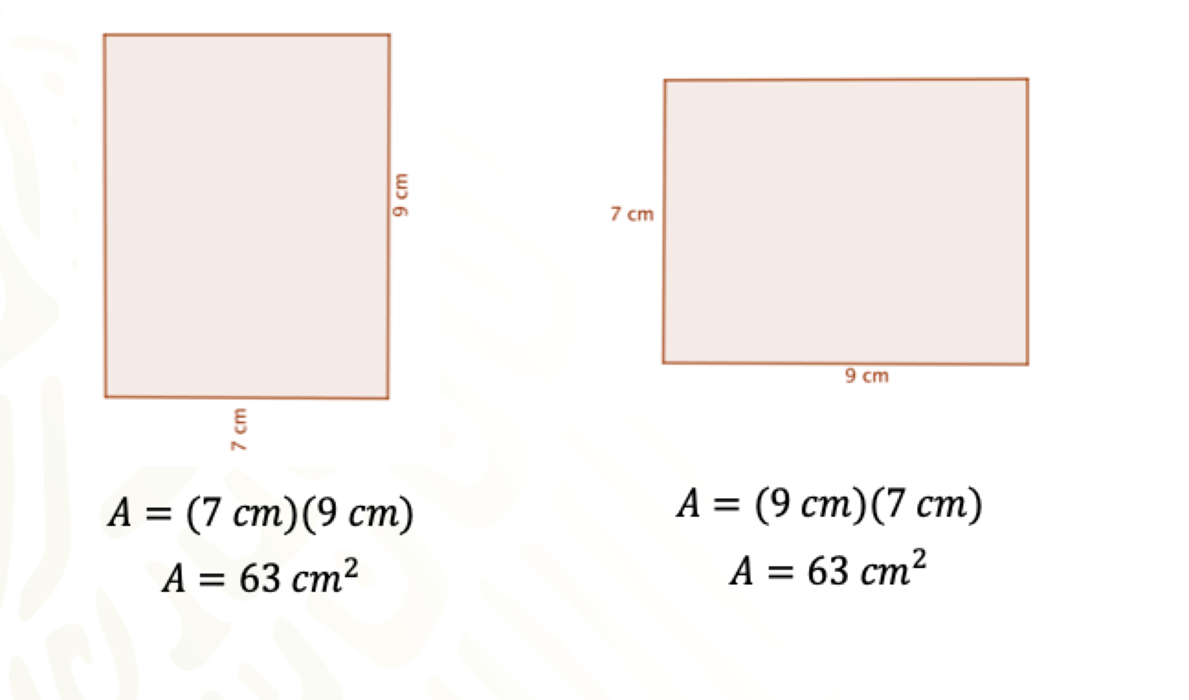 9 cm
7 cm
A = (7 cm)(9 cm)
A = 63 cm²
7 cm
9 cm
A = (9 cm)(7 cm)
A = 63 cm²